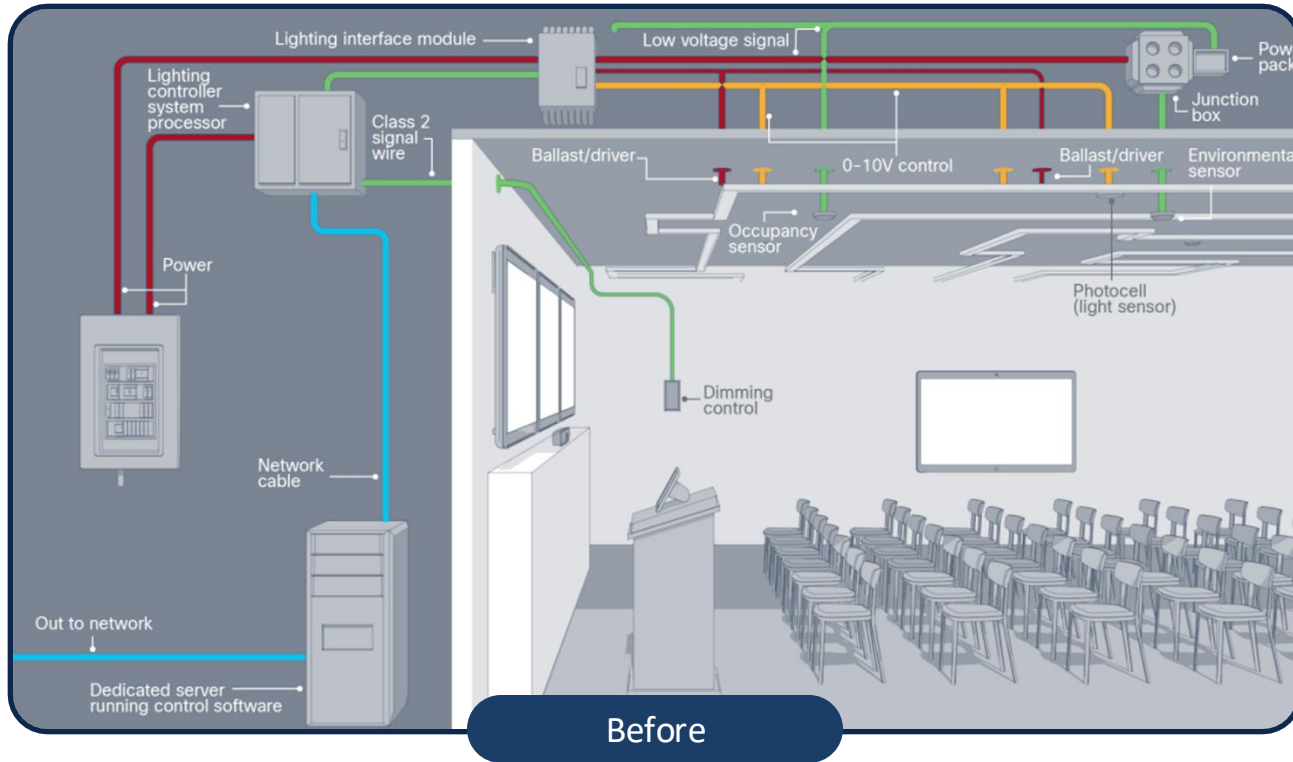 Lighting interface module
Low voltage signal
Lighting
controller
system
processor
Class 2
signal
wire
Junction
box
Ballast/driver
0-10V control
Ballast/driver
sensor
Occupancy
sensor
Power
Photocell
(light sensor)
Dimming
control
Network
cable
Out to network
Dedicated server
running control software
Before